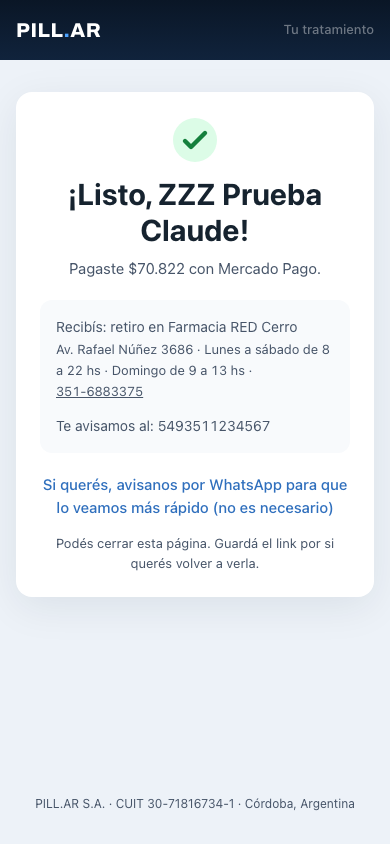 PILL.AR
Tu tratamiento
¡Listo, ZZZ Prueba
Claude!
Pagaste $70.822 con Mercado Pago.
Recibís: retiro en Farmacia RED Cerro
Av. Rafael Núñez 3686 · Lunes a sábado de 8
a 22 hs · Domingo de 9 a 13 hs ·
351-6883375
Te avisamos al: 5493511234567
Si querés, avisanos por WhatsApp para que
lo veamos más rápido (no es necesario)
Podés cerrar esta página. Guardá el link por si
querés volver a verla.
PILL.AR S.A. · CUIT 30-71816734-1 · Córdoba, Argentina